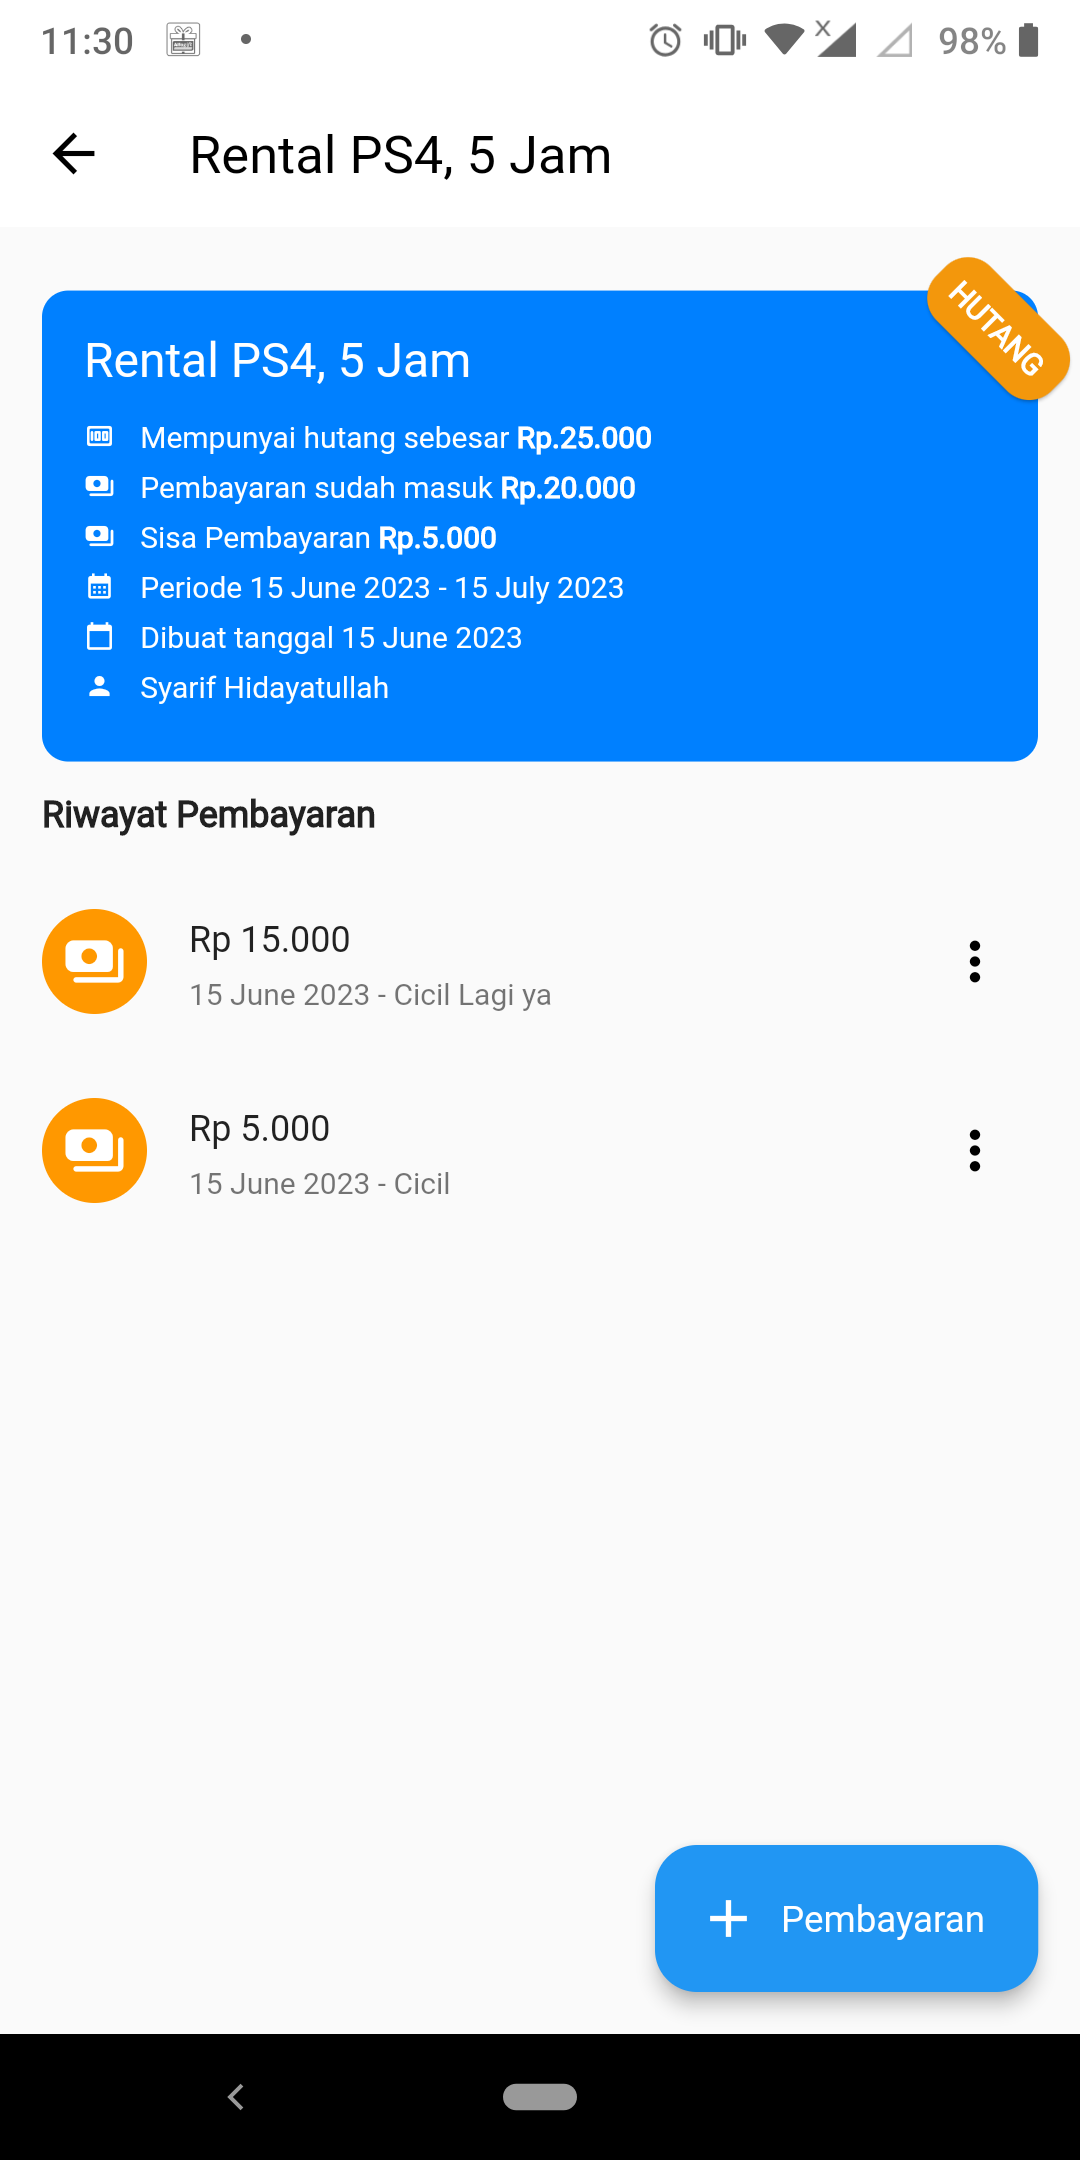 11:30
98%
Rental PS4, 5 Jam
HUTANG
Rental PS4, 5 Jam
Mempunyai hutang sebesar Rp.25.000
Pembayaran sudah masuk Rp.20.000
Sisa Pembayaran Rp.5.000
Periode 15 June 2023 - 15 July 2023
Dibuat tanggal 15 June 2023
Syarif Hidayatullah
Riwayat Pembayaran
Rp 15.000
15 June 2023 - Cicil Lagi ya
Rp 5.000
15 June 2023 - Cicil
Pembayaran